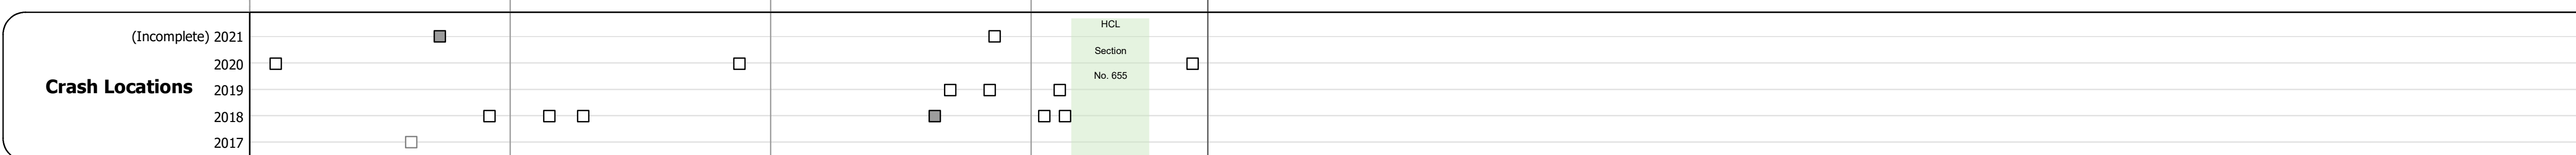 HCL
(Incomplete) 2021
Section
2020
No. 655
Crash Locations
2019
2018
2017